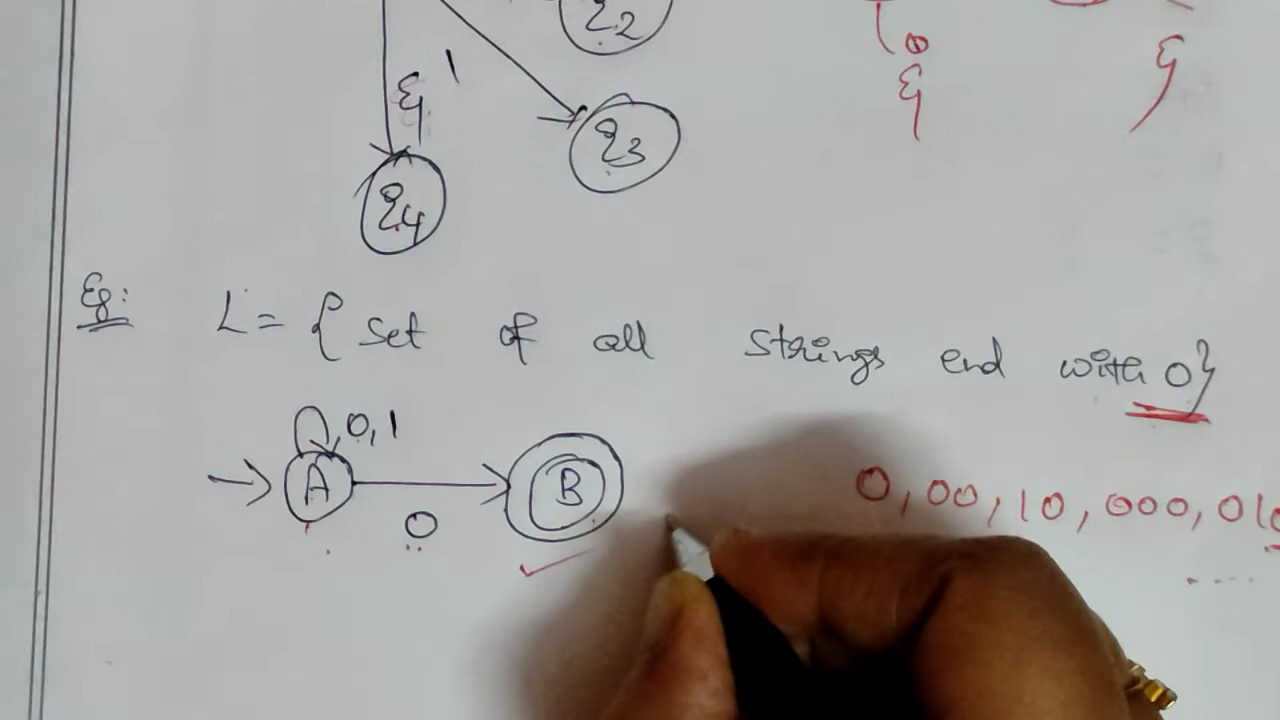 q2
ε 1
q3
q4
0
ε
ε
Eg: L = { set of all strings end with 0}
0,1
A B
0
0, 00, 10, 000, 010
....